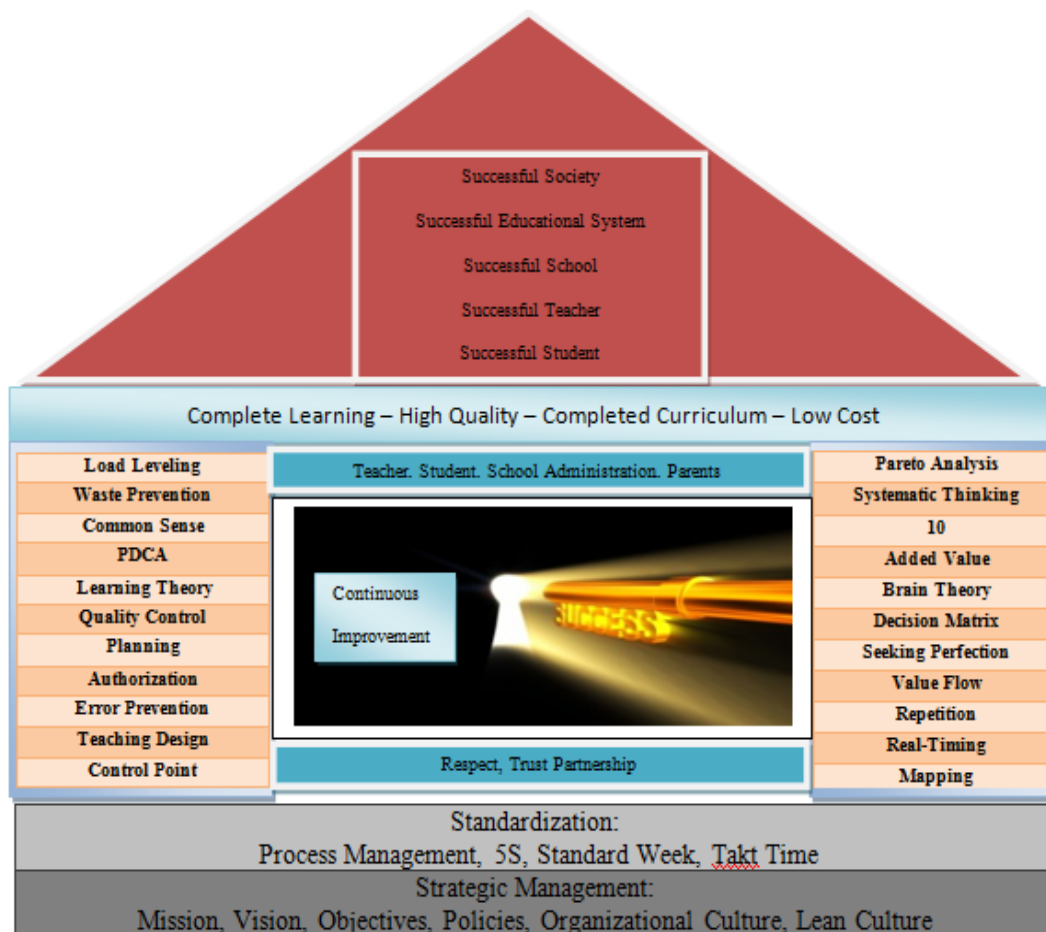 Successful Society
Successful Educational System
Successful School
Successful Teacher
Successful Student
Complete Learning – High Quality – Completed Curriculum – Low Cost
Load Leveling
Waste Prevention
Common Sense
PDCA
Learning Theory
Quality Control
Planning
Authorization
Error Prevention
Teaching Design
Control Point
Teacher. Student. School Administration. Parents
Continuous
Improvement
SUCCESS
Respect, Trust Partnership
Pareto Analysis
Systematic Thinking
10
Added Value
Brain Theory
Decision Matrix
Seeking Perfection
Value Flow
Repetition
Real-Timing
Mapping
Standardization:
Process Management, 5S, Standard Week, Takt Time
Strategic Management:
Mission, Vision, Objectives, Policies, Organizational Culture, Lean Culture